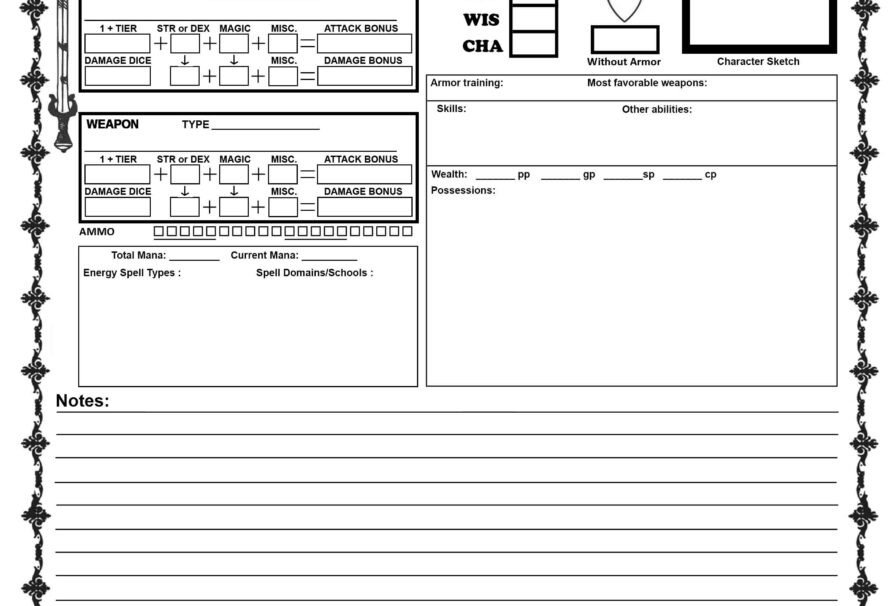 1 + TIER STR or DEX MAGIC MISC. ATTACK BONUS
+ + + =
DAMAGE DICE ↓ ↓ MISC. DAMAGE BONUS
+ + =
WIS
CHA
Without Armor
Character Sketch
WEAPON TYPE
1 + TIER STR or DEX MAGIC MISC. ATTACK BONUS
+ + + =
DAMAGE DICE ↓ ↓ MISC. DAMAGE BONUS
+ + =
AMMO
Total Mana: Current Mana:
Energy Spell Types : Spell Domains/Schools :
Armor training: Most favorable weapons:
Skills: Other abilities:
Wealth: _______ pp _______ gp _______sp _______ cp
Possessions:
Notes: